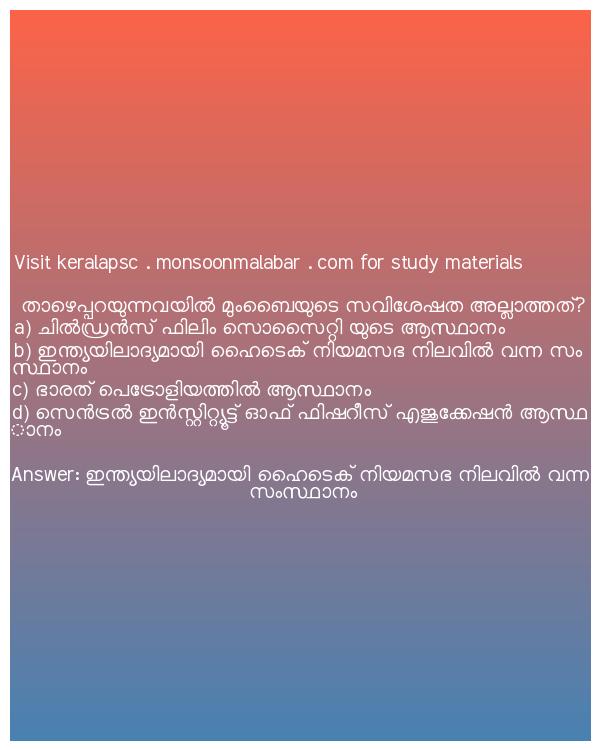 Visit keralapsc . monsoonmalabar . com for study materials
താഴെപ്പറയുന്നവയിൽ മുംബൈയുടെ സവിശേഷത അല്ലാത്തത്?
a) ചിൽഡ്രൻസ് ഫിലിം സൊസൈറ്റി യുടെ ആസ്ഥാനം
b) ഇന്ത്യയിലാദ്യമായി ഹൈടെക് നിയമസഭ നിലവിൽ വന്ന സം
സ്ഥാനം
c) ഭാരത് പെട്രോളിയത്തിൽ ആസ്ഥാനം
d) സെൻട്രൽ ഇൻസ്റ്റിറ്റ്യൂട്ട് ഓഫ് ഫിഷറീസ് എജുക്കേഷൻ ആസ്ഥ
ാനം
Answer: ഇന്ത്യയിലാദ്യമായി ഹൈടെക് നിയമസഭ നിലവിൽ വന്ന
സംസ്ഥാനം